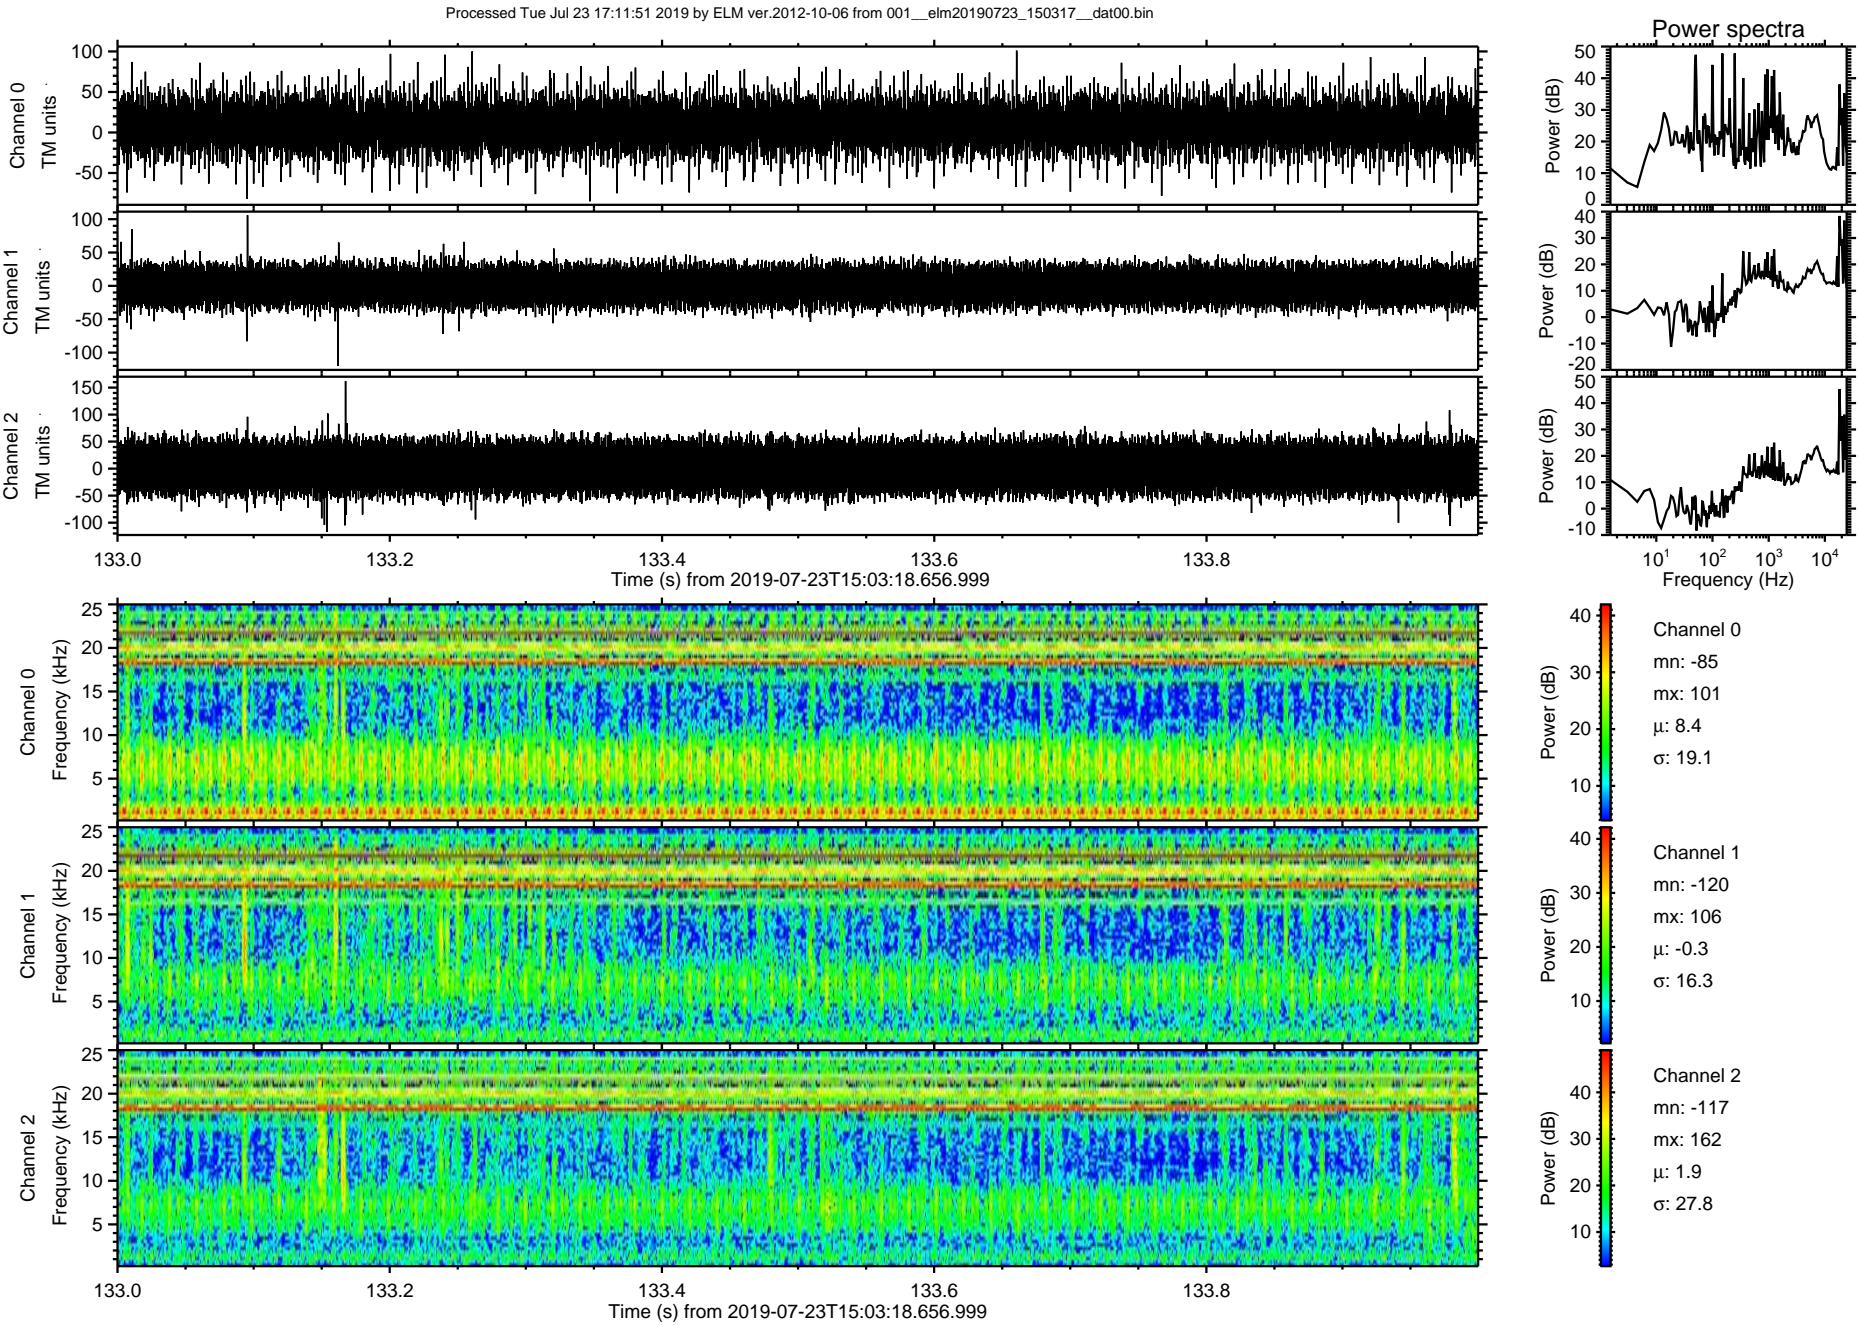 Processed Tue Jul 23 17:11:51 2019 by ELM ver.2012-10-06 from 001__elm20190723_150317__dat00.bin
Power spectra
Channel 0
TM units
100
50
0
-50
Power (dB)
50
40
30
20
10
0
Channel 1
TM units
100
50
0
-50
-100
Power (dB)
40
30
20
10
0
-10
-20
Channel 2
TM units
150
100
50
0
-50
-100
Power (dB)
50
40
30
20
10
0
-10
133.0 133.2 133.4 133.6 133.8
Time (s) from 2019-07-23T15:03:18.656.999
10¹ 10² 10³ 10⁴
Frequency (Hz)
Channel 0
Frequency (kHz)
25
20
15
10
5
Power (dB)
40
30
20
10
Channel 0
mn: -85
mx: 101
μ: 8.4
σ: 19.1
Channel 1
Frequency (kHz)
25
20
15
10
5
Power (dB)
40
30
20
10
Channel 1
mn: -120
mx: 106
μ: -0.3
σ: 16.3
Channel 2
Frequency (kHz)
25
20
15
10
5
Power (dB)
40
30
20
10
Channel 2
mn: -117
mx: 162
μ: 1.9
σ: 27.8
133.0 133.2 133.4 133.6 133.8
Time (s) from 2019-07-23T15:03:18.656.999